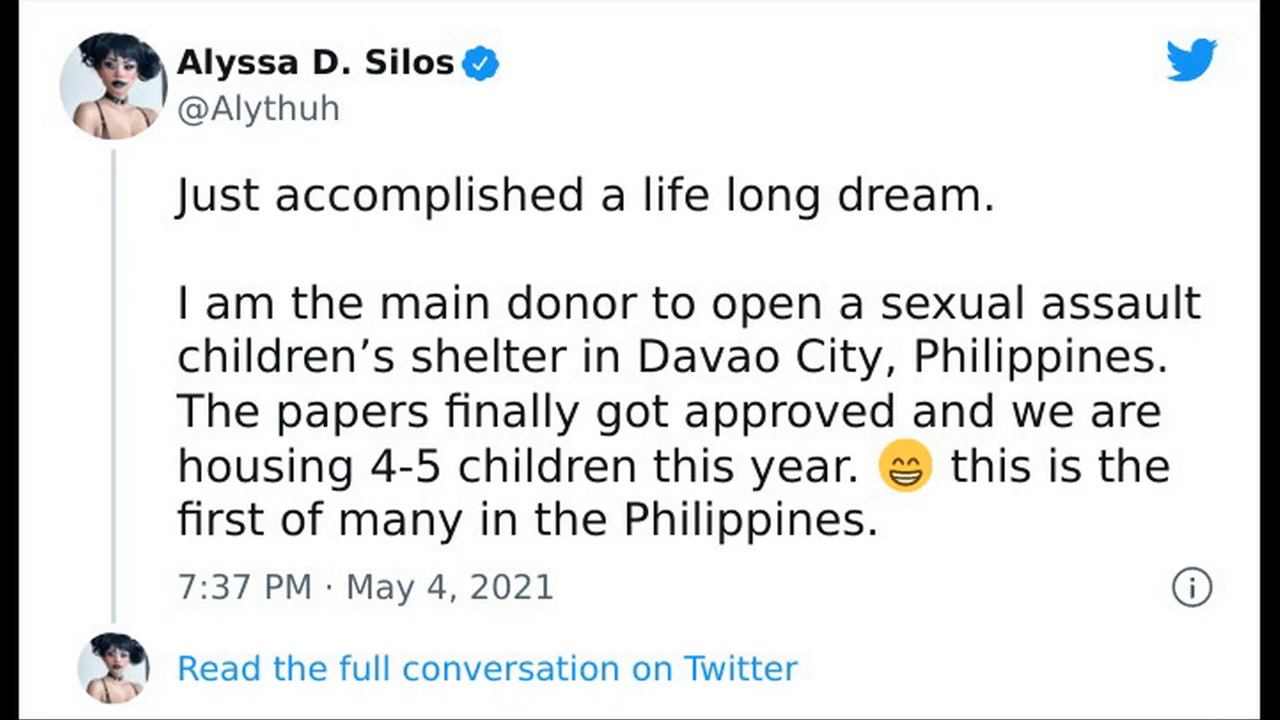 Alyssa D. Silos
@Alythuh
Just accomplished a life long dream.
I am the main donor to open a sexual assault
children’s shelter in Davao City, Philippines.
The papers finally got approved and we are
housing 4-5 children this year. 😁 this is the
first of many in the Philippines.
7:37 PM · May 4, 2021
Read the full conversation on Twitter